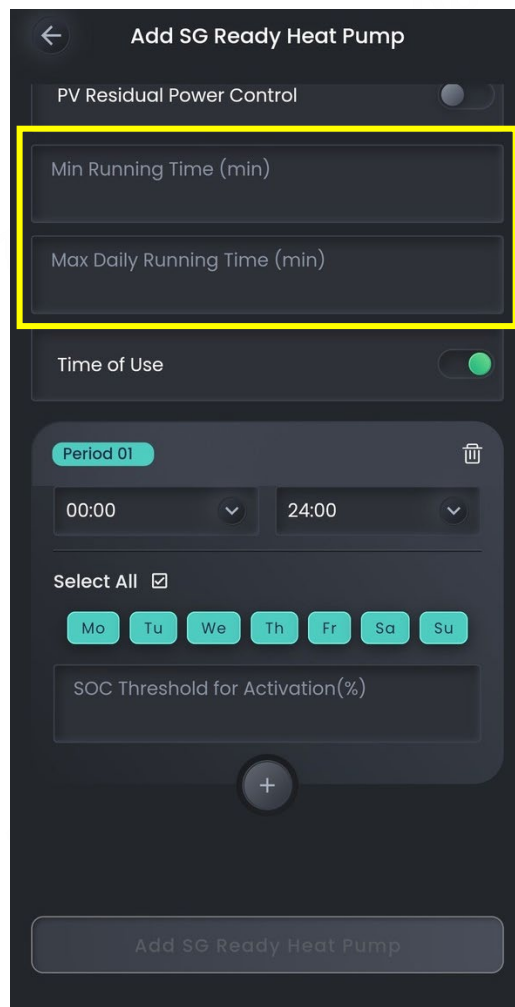 Add SG Ready Heat Pump
PV Residual Power Control
Min Running Time (min)
Max Daily Running Time (min)
Time of Use
Period 01
00:00 24:00
Select All
Mo Tu We Th Fr Sa Su
SOC Threshold for Activation(%)
+
Add SG Ready Heat Pump